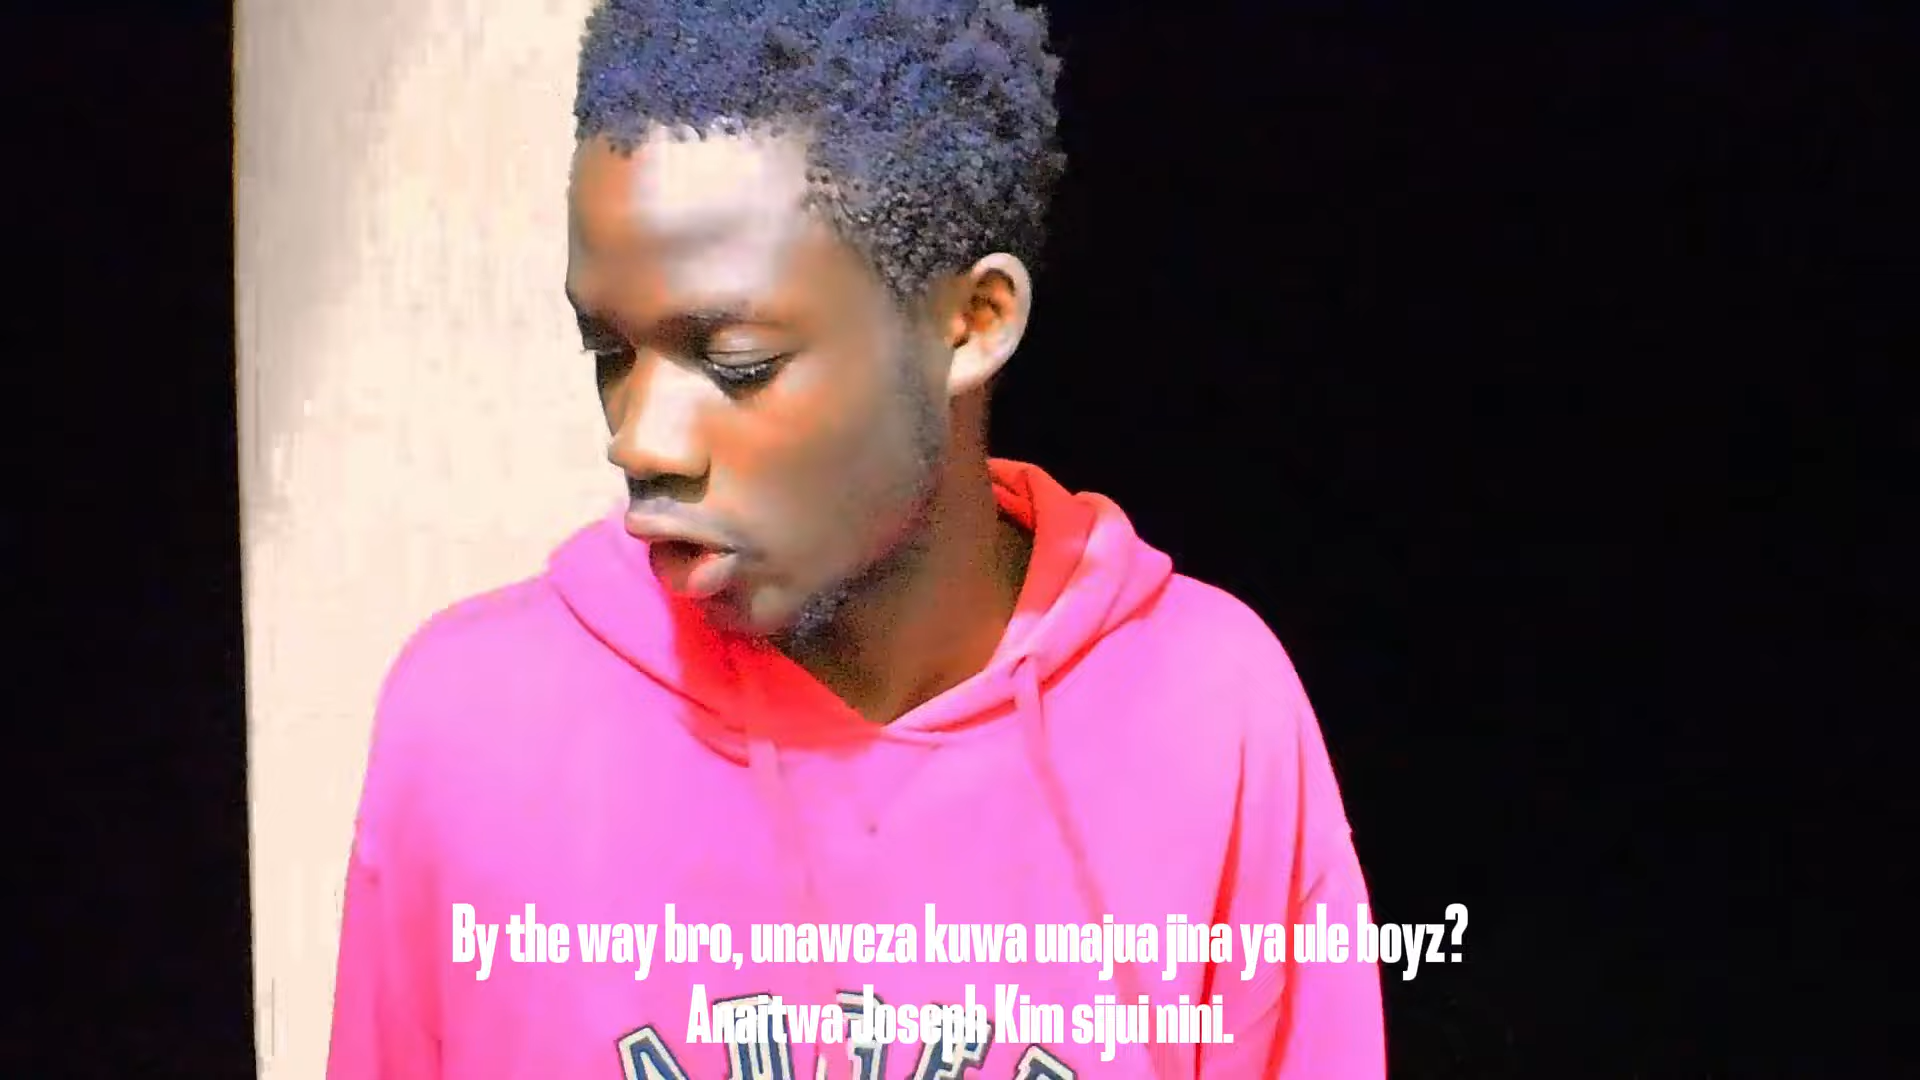 By the way bro, unaweza kuwa unajua jina ya ule boyz?
Anaitwa Joseph Kim sijui nini.